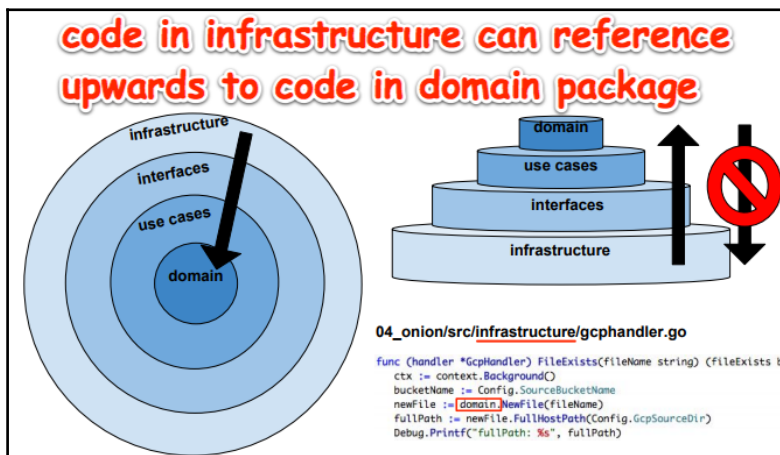 code in infrastructure can reference
upwards to code in domain package
infrastructure
interfaces
use cases
domain
domain
use cases
interfaces
infrastructure
04_onion/src/infrastructure/gcphandler.go
func (handler *GcpHandler) FileExists(fileName string) (fileExists b
ctx := context.Background()
bucketName := Config.SourceBucketName
newFile := domain.NewFile(fileName)
fullPath := newFile.FullHostPath(Config.GcpSourceDir)
Debug.Printf("fullPath: %s", fullPath)